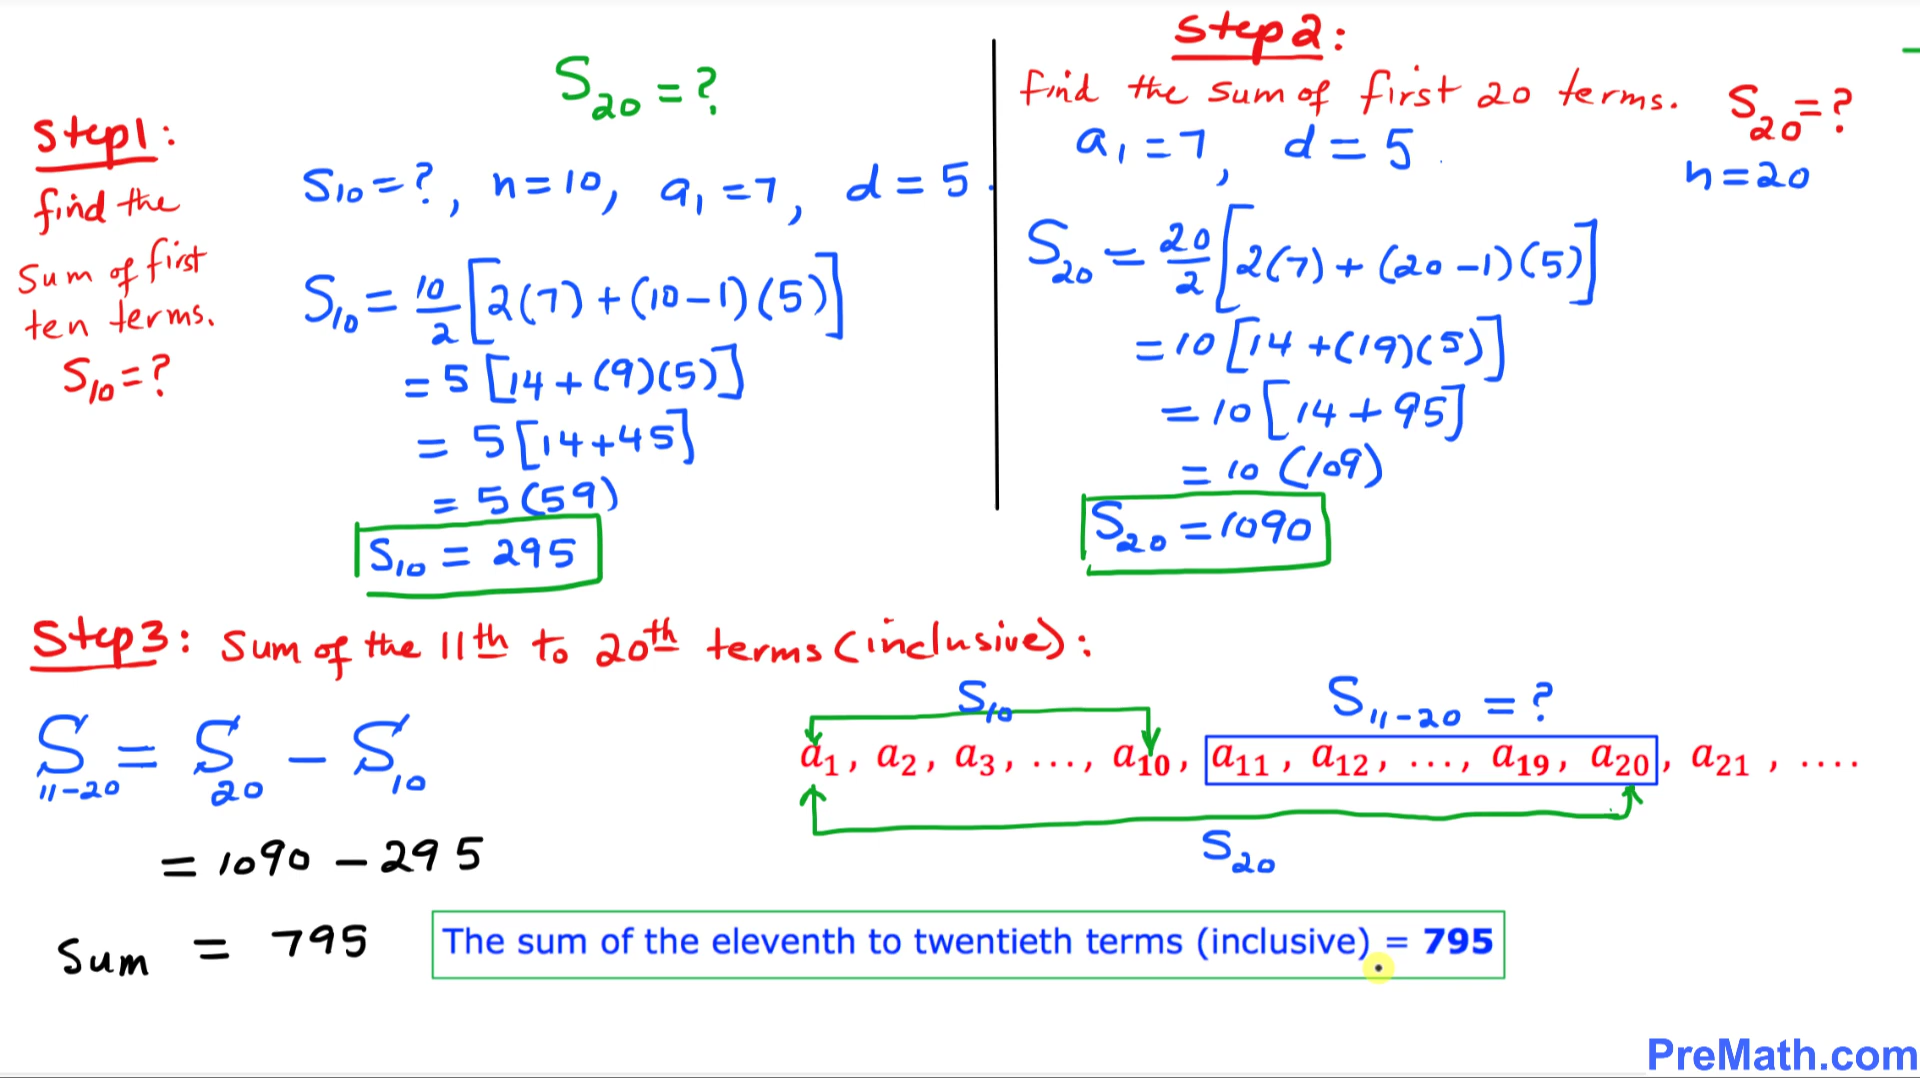 S₂₀ = ?
Step1:
find the
Sum of first
ten terms.
S₁₀ = ?
S₁₀ = ?, n = 10, a₁ = 7, d = 5.
S₁₀ = 10/2 [2(7) + (10 - 1)(5)]
= 5 [14 + (9)(5)]
= 5 [14 + 45]
= 5 (59)
S₁₀ = 295
Step2:
find the sum of first 20 terms. S₂₀ = ?
a₁ = 7, d = 5.
n = 20
S₂₀ = 20/2 [2(7) + (20 - 1)(5)]
= 10 [14 + (19)(5)]
= 10 [14 + 95]
= 10 (109)
S₂₀ = 1090
Step3: Sum of the 11th to 20th terms (inclusive):
S₁₁₋₂₀ = S₂₀ - S₁₀
= 1090 - 295
Sum = 795
S₁₀
S₁₁₋₂₀ = ?
a₁, a₂, a₃, ..., a₁₀, a₁₁, a₁₂, ..., a₁₉, a₂₀, a₂₁, ....
S₂₀
The sum of the eleventh to twentieth terms (inclusive) = 795
PreMath.com